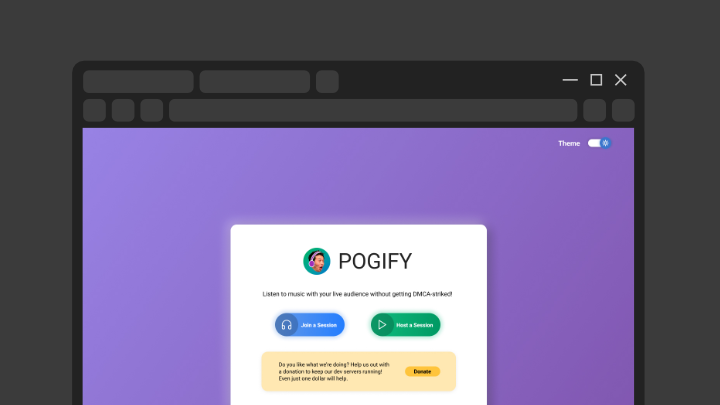 Theme
POGIFY
Listen to music with your live audience without getting DMCA-striked!
Join a Session
Host a Session
Do you like what we're doing? Help us out with
a donation to keep our dev servers running!
Even just one dollar will help.
Donate